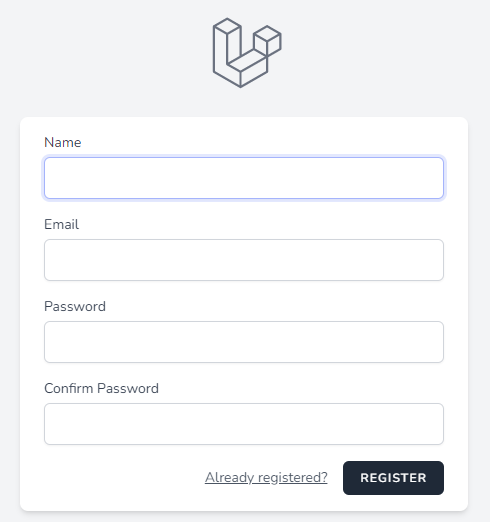 Name
Email
Password
Confirm Password
Already registered? REGISTER